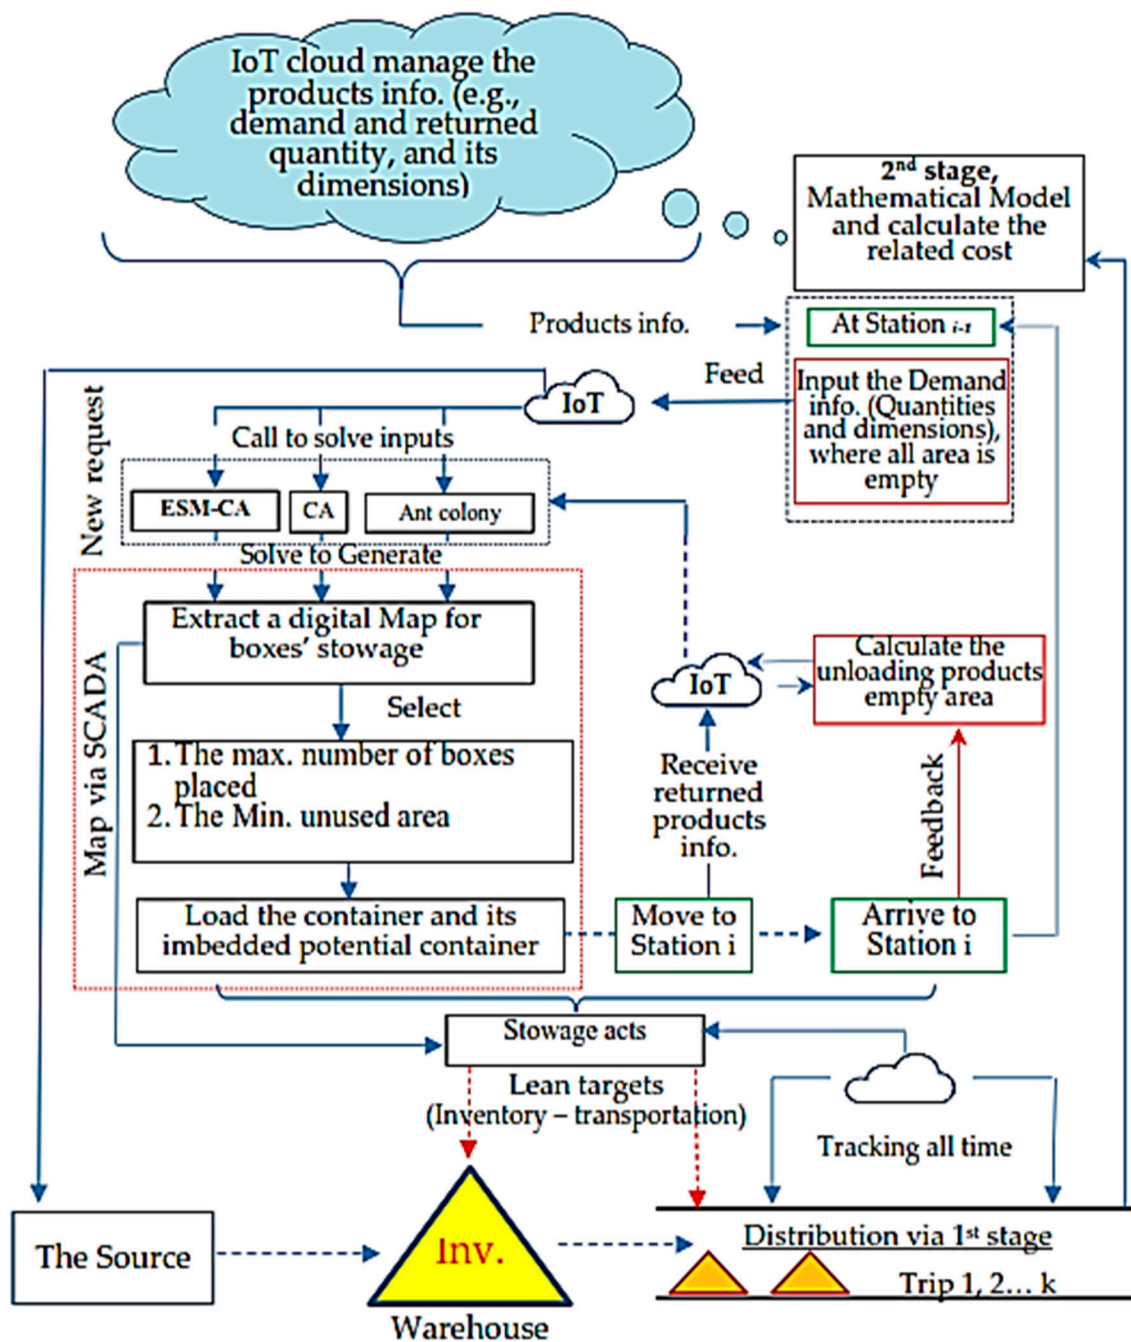 IoT cloud manage the
products info. (e.g.,
demand and returned
quantity, and its
dimensions)
2nd stage,
Mathematical Model
and calculate the
related cost
Products info.
At Station i-1
Feed
Input the Demand
info. (Quantities
and dimensions),
where all area is
empty
IoT
New request
Call to solve inputs
ESM-CA
CA
Ant colony
Solve to Generate
Map via SCADA
Extract a digital Map for
boxes' stowage
Select
1. The max. number of boxes
placed
2. The Min. unused area
Load the container and its
imbedded potential container
IoT
Calculate the
unloading products
empty area
Receive
returned
products
info.
Feedback
Move to
Station i
Arrive to
Station i
Stowage acts
Lean targets
(Inventory – transportation)
Tracking all time
The Source
Inv.
Warehouse
Distribution via 1st stage
Trip 1, 2... k